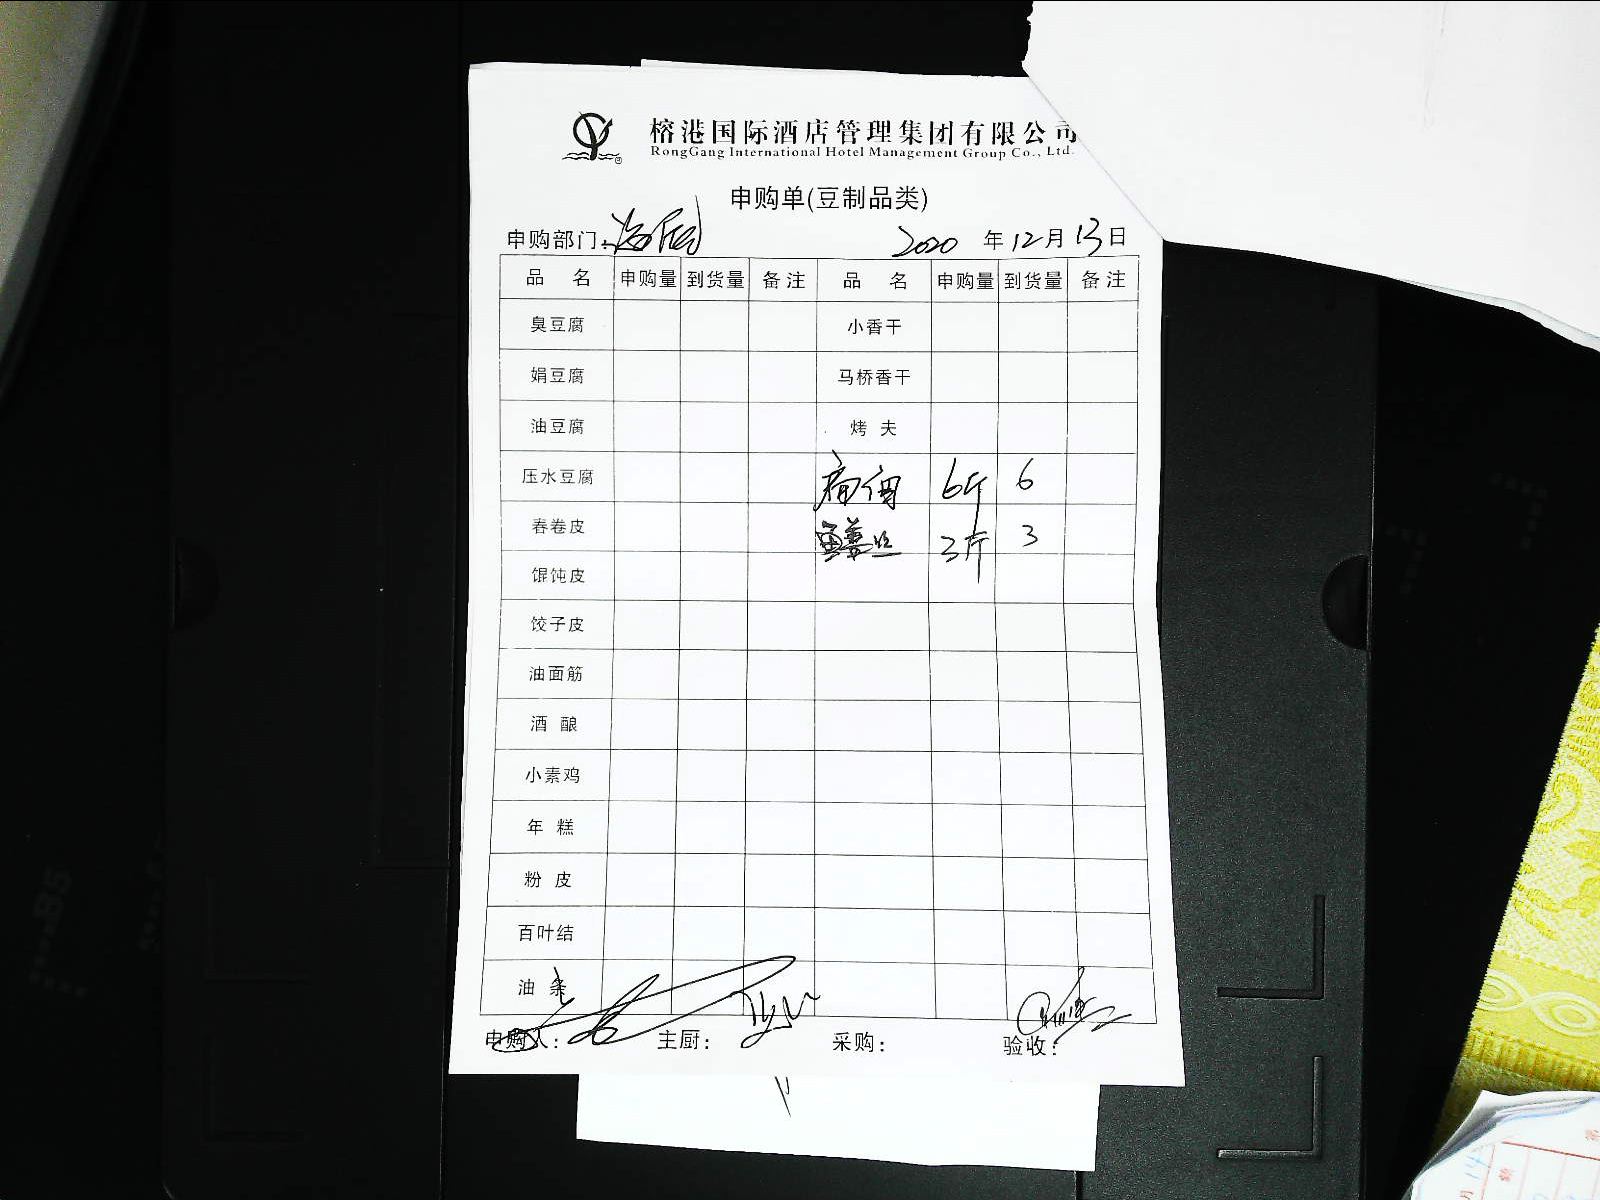 榕港国际酒店管理集团有限公司
RongGang International Hotel Management Group Co., Ltd.
申购单(豆制品类)
申购部门: 2020 年 12 月 13 日
品 名 申购量 到货量 备注 品 名 申购量 到货量 备注
臭豆腐 小香干
娟豆腐 马桥香干
油豆腐 烤 夫
压水豆腐 6斤 6
春卷皮 鳝丝 3斤 3
馄饨皮
饺子皮
油面筋
酒 酿
小素鸡
年 糕
粉 皮
百叶结
油 条
申购人: 主厨: 采购: 验收: